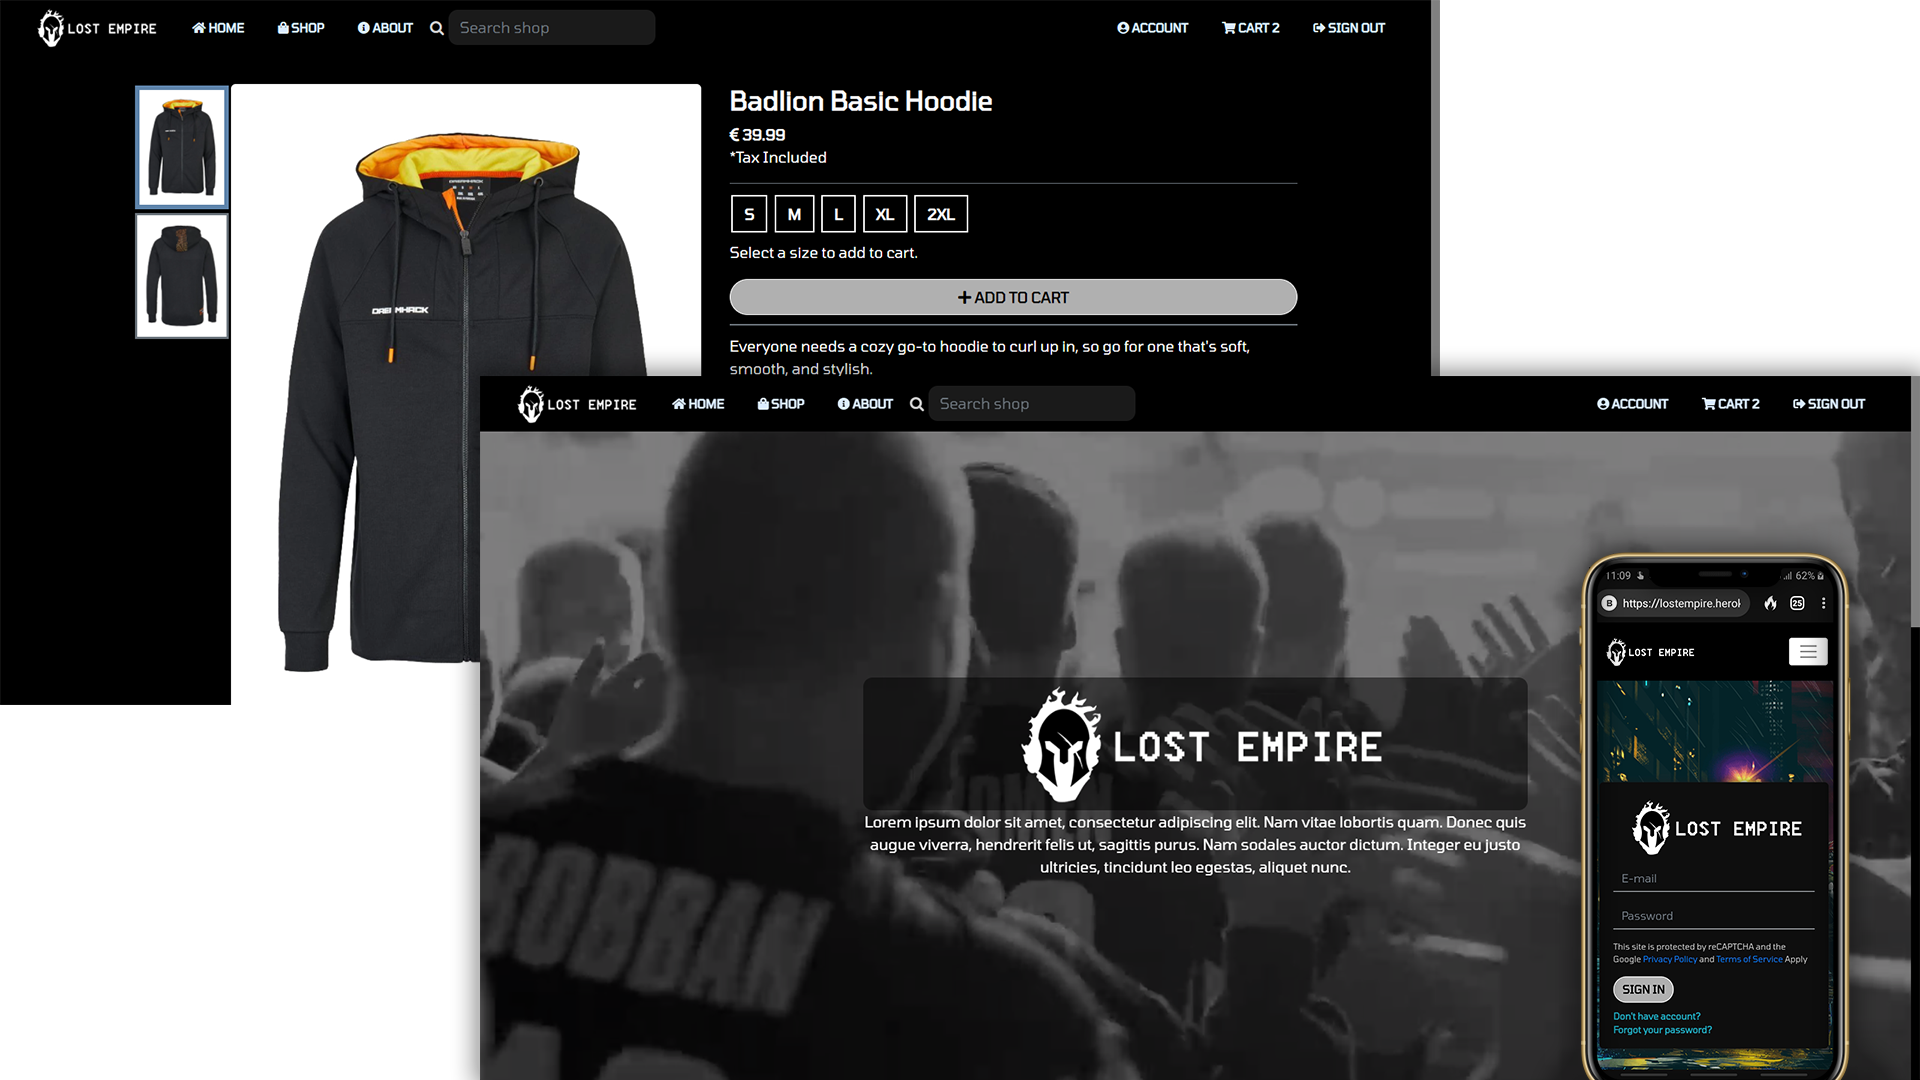 LOST EMPIRE HOME SHOP ABOUT Search shop ACCOUNT CART 2 SIGN OUT
Badlion Basic Hoodie
€ 39.99
*Tax Included
S M L XL 2XL
Select a size to add to cart.
ADD TO CART
Everyone needs a cozy go-to hoodie to curl up in, so go for one that's soft,
smooth, and stylish.
DREAMHACK
LOST EMPIRE HOME SHOP ABOUT Search shop ACCOUNT CART 2 SIGN OUT
LOST EMPIRE
Lorem ipsum dolor sit amet, consectetur adipiscing elit. Nam vitae lobortis quam. Donec quis
augue viverra, hendrerit felis ut, sagittis purus. Nam sodales auctor dictum. Integer eu justo
ultricies, tincidunt leo egestas, aliquet nunc.
11:09 62%
B https://lostempire.herok 25
LOST EMPIRE
LOST EMPIRE
E-mail
Password
This site is protected by reCAPTCHA and the
Google Privacy Policy and Terms of Service Apply
SIGN IN
Don't have account?
Forgot your password?